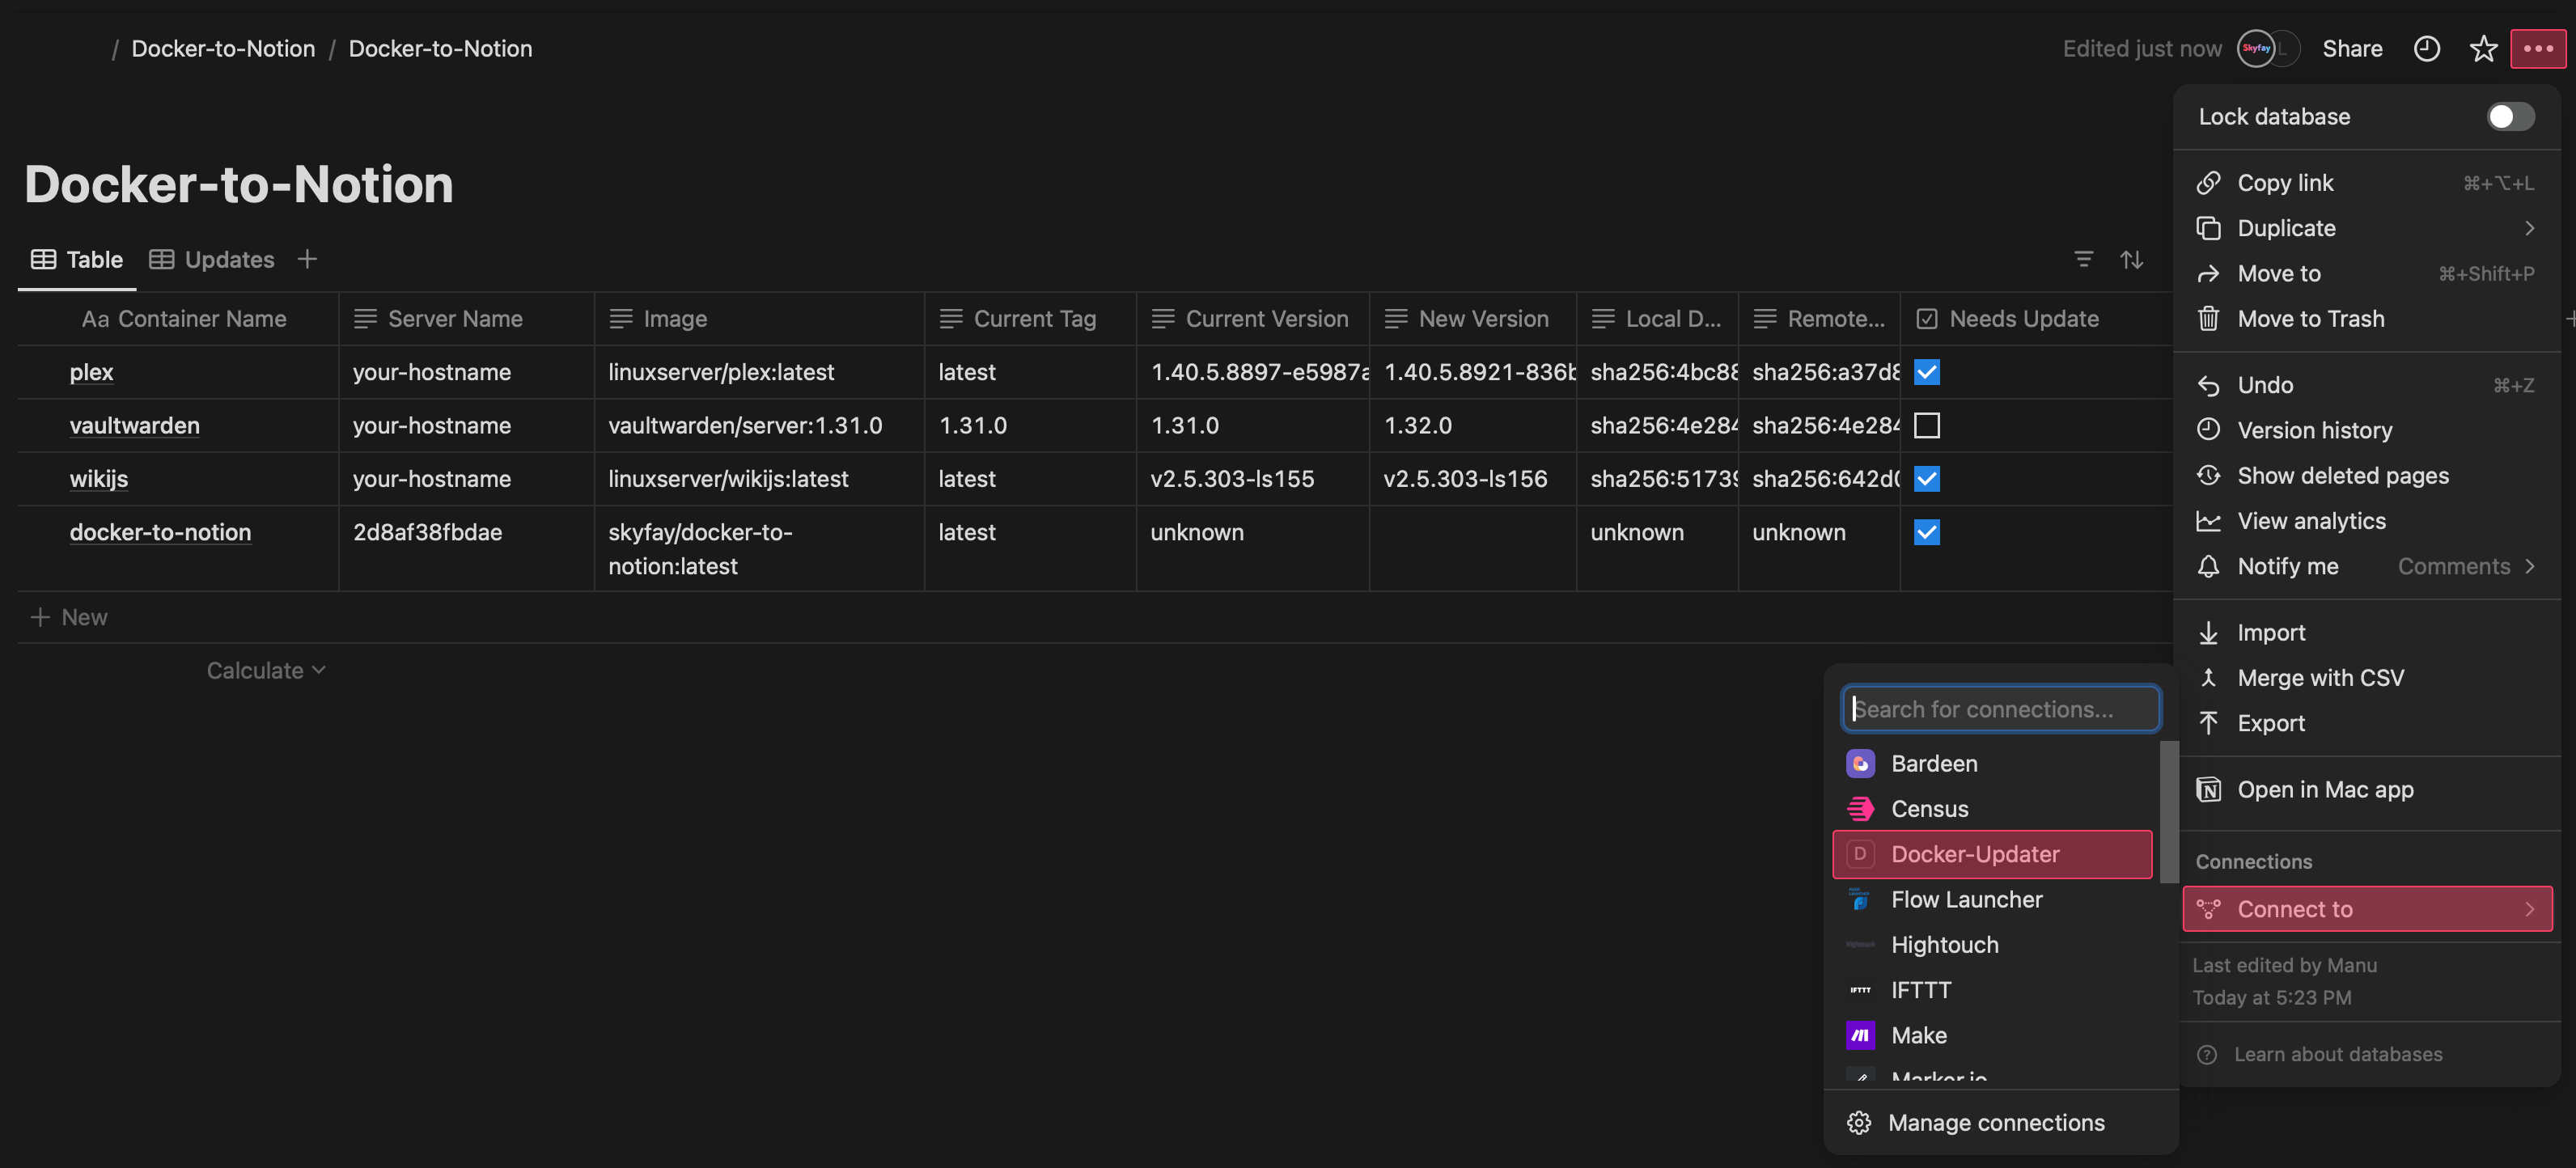 / Docker-to-Notion / Docker-to-Notion
Edited just now Skyfay L Share
Docker-to-Notion
Table Updates
Aa Container Name Server Name Image Current Tag Current Version New Version Local D... Remote... Needs Update
plex your-hostname linuxserver/plex:latest latest 1.40.5.8897-e5987a 1.40.5.8921-836b sha256:4bc88 sha256:a37d8
vaultwarden your-hostname vaultwarden/server:1.31.0 1.31.0 1.31.0 1.32.0 sha256:4e284 sha256:4e284
wikijs your-hostname linuxserver/wikijs:latest latest v2.5.303-ls155 v2.5.303-ls156 sha256:51739 sha256:642d0
docker-to-notion 2d8af38fbdae skyfay/docker-to-
notion:latest latest unknown unknown unknown
New
Calculate
Lock database
Copy link ⌘+⌥+L
Duplicate
Move to ⌘+Shift+P
Move to Trash
Undo ⌘+Z
Version history
Show deleted pages
View analytics
Notify me Comments
Import
Merge with CSV
Export
Open in Mac app
Connections
Connect to
Last edited by Manu
Today at 5:23 PM
Learn about databases
Search for connections...
Bardeen
Census
D Docker-Updater
Flow Launcher
Hightouch
IFTTT IFTTT
Make
Marker.io
Manage connections